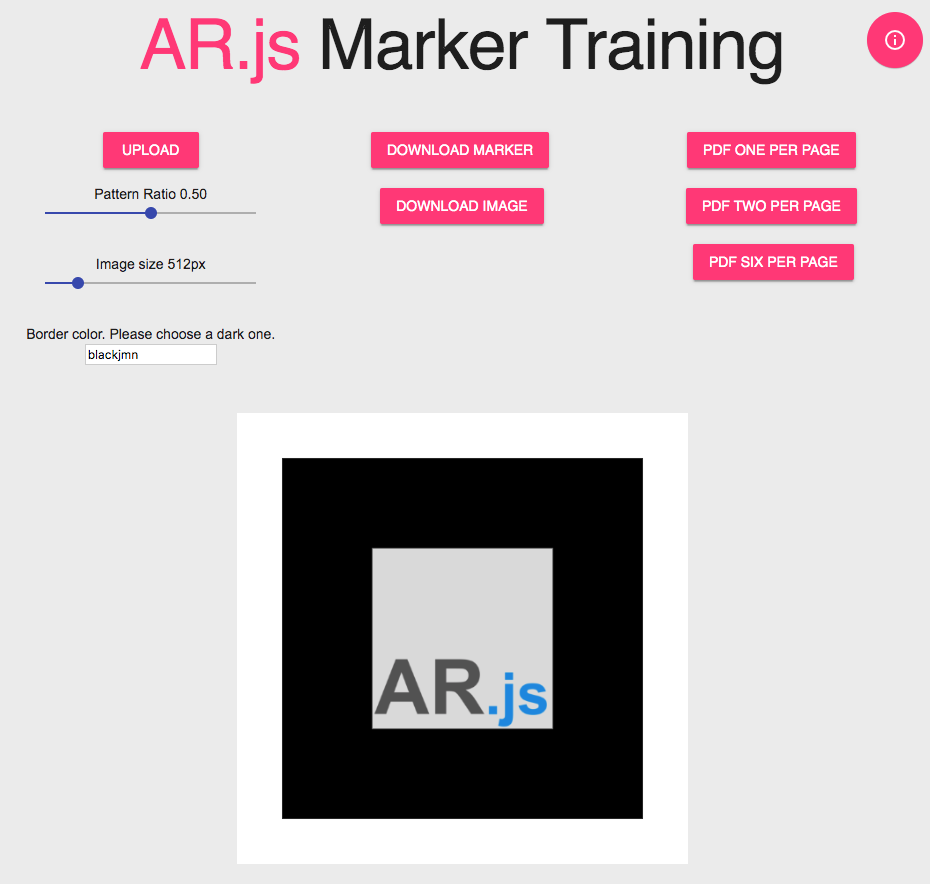 AR.js Marker Training
UPLOAD
Pattern Ratio 0.50
Image size 512px
Border color. Please choose a dark one.
blackjmn
DOWNLOAD MARKER
DOWNLOAD IMAGE
PDF ONE PER PAGE
PDF TWO PER PAGE
PDF SIX PER PAGE
AR.js